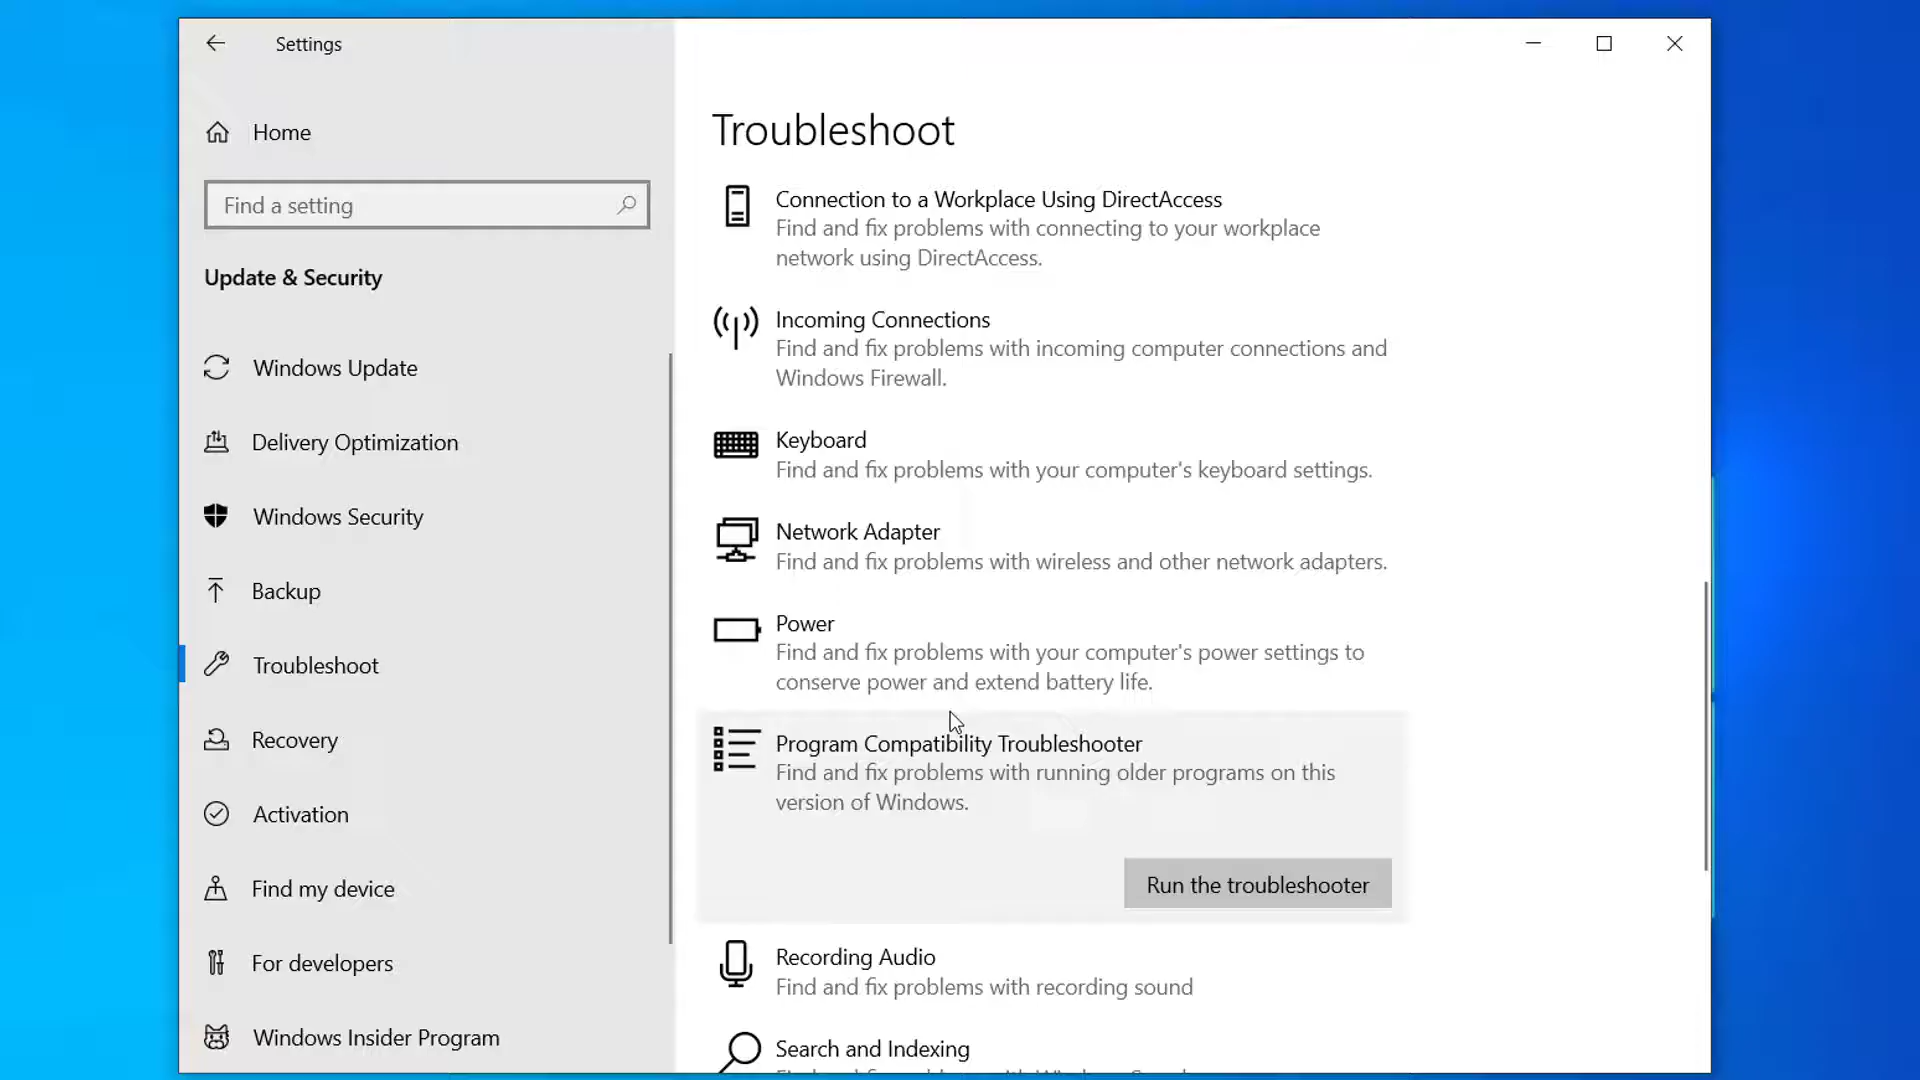 Settings
Home
Find a setting
Update & Security
Windows Update
Delivery Optimization
Windows Security
Backup
Troubleshoot
Recovery
Activation
Find my device
For developers
Windows Insider Program
Troubleshoot
Connection to a Workplace Using DirectAccess
Find and fix problems with connecting to your workplace
network using DirectAccess.
Incoming Connections
Find and fix problems with incoming computer connections and
Windows Firewall.
Keyboard
Find and fix problems with your computer's keyboard settings.
Network Adapter
Find and fix problems with wireless and other network adapters.
Power
Find and fix problems with your computer's power settings to
conserve power and extend battery life.
Program Compatibility Troubleshooter
Find and fix problems with running older programs on this
version of Windows.
Run the troubleshooter
Recording Audio
Find and fix problems with recording sound
Search and Indexing